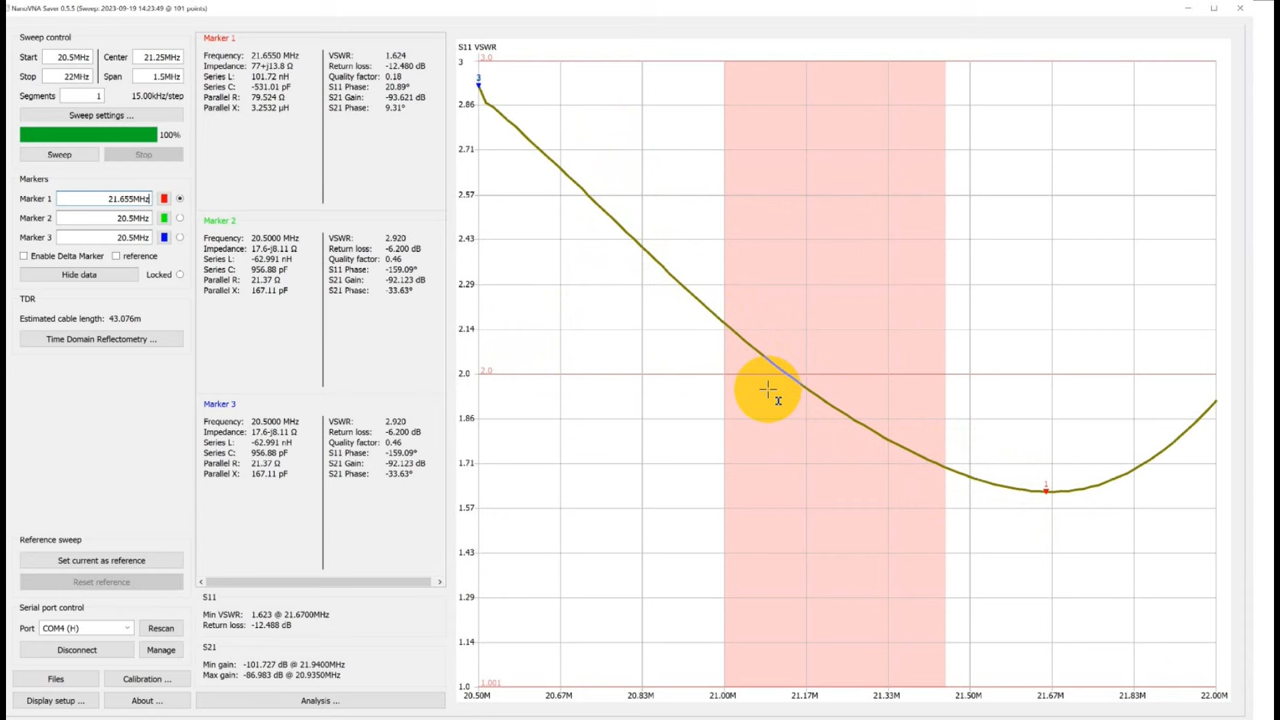 NanoVNA Saver 0.5.5 (Sweep: 2023-09-19 14:23:49 @ 101 points)
Sweep control
Start 20.5MHz Center 21.25MHz
Stop 22MHz Span 1.5MHz
Segments 1 15.00kHz/step
Sweep settings ...
100%
Sweep Stop
Markers
Marker 1 21.655MHz
Marker 2 20.5MHz
Marker 3 20.5MHz
Enable Delta Marker reference
Hide data Locked
TDR
Estimated cable length: 43.076m
Time Domain Reflectometry ...
Reference sweep
Set current as reference
Reset reference
Serial port control
Port COM4 (H) Rescan
Disconnect Manage
Files Calibration ...
Display setup ... About ...
Marker 1
Frequency: 21.6550 MHz VSWR: 1.624
Impedance: 77+j13.8 Ω Return loss: -12.480 dB
Series L: 101.72 nH Quality factor: 0.18
Series C: -531.01 pF S11 Phase: 20.89°
Parallel R: 79.524 Ω S21 Gain: -93.621 dB
Parallel X: 3.2532 µH S21 Phase: 9.31°
Marker 2
Frequency: 20.5000 MHz VSWR: 2.920
Impedance: 17.6-j8.11 Ω Return loss: -6.200 dB
Series L: -62.991 nH Quality factor: 0.46
Series C: 956.88 pF S11 Phase: -159.09°
Parallel R: 21.37 Ω S21 Gain: -92.123 dB
Parallel X: 167.11 pF S21 Phase: -33.63°
Marker 3
Frequency: 20.5000 MHz VSWR: 2.920
Impedance: 17.6-j8.11 Ω Return loss: -6.200 dB
Series L: -62.991 nH Quality factor: 0.46
Series C: 956.88 pF S11 Phase: -159.09°
Parallel R: 21.37 Ω S21 Gain: -92.123 dB
Parallel X: 167.11 pF S21 Phase: -33.63°
S11
Min VSWR: 1.623 @ 21.6700MHz
Return loss: -12.488 dB
S21
Min gain: -101.727 dB @ 21.9400MHz
Max gain: -86.983 dB @ 20.9350MHz
Analysis ...
S11 VSWR
3 3.0
3
2.86
2.71
2.57
2.43
2.29
2.14
2.0 2.0
x
1.86
1.71
1
1.57
1.43
1.29
1.14
1.0 1.001
20.50M 20.67M 20.83M 21.00M 21.17M 21.33M 21.50M 21.67M 21.83M 22.00M